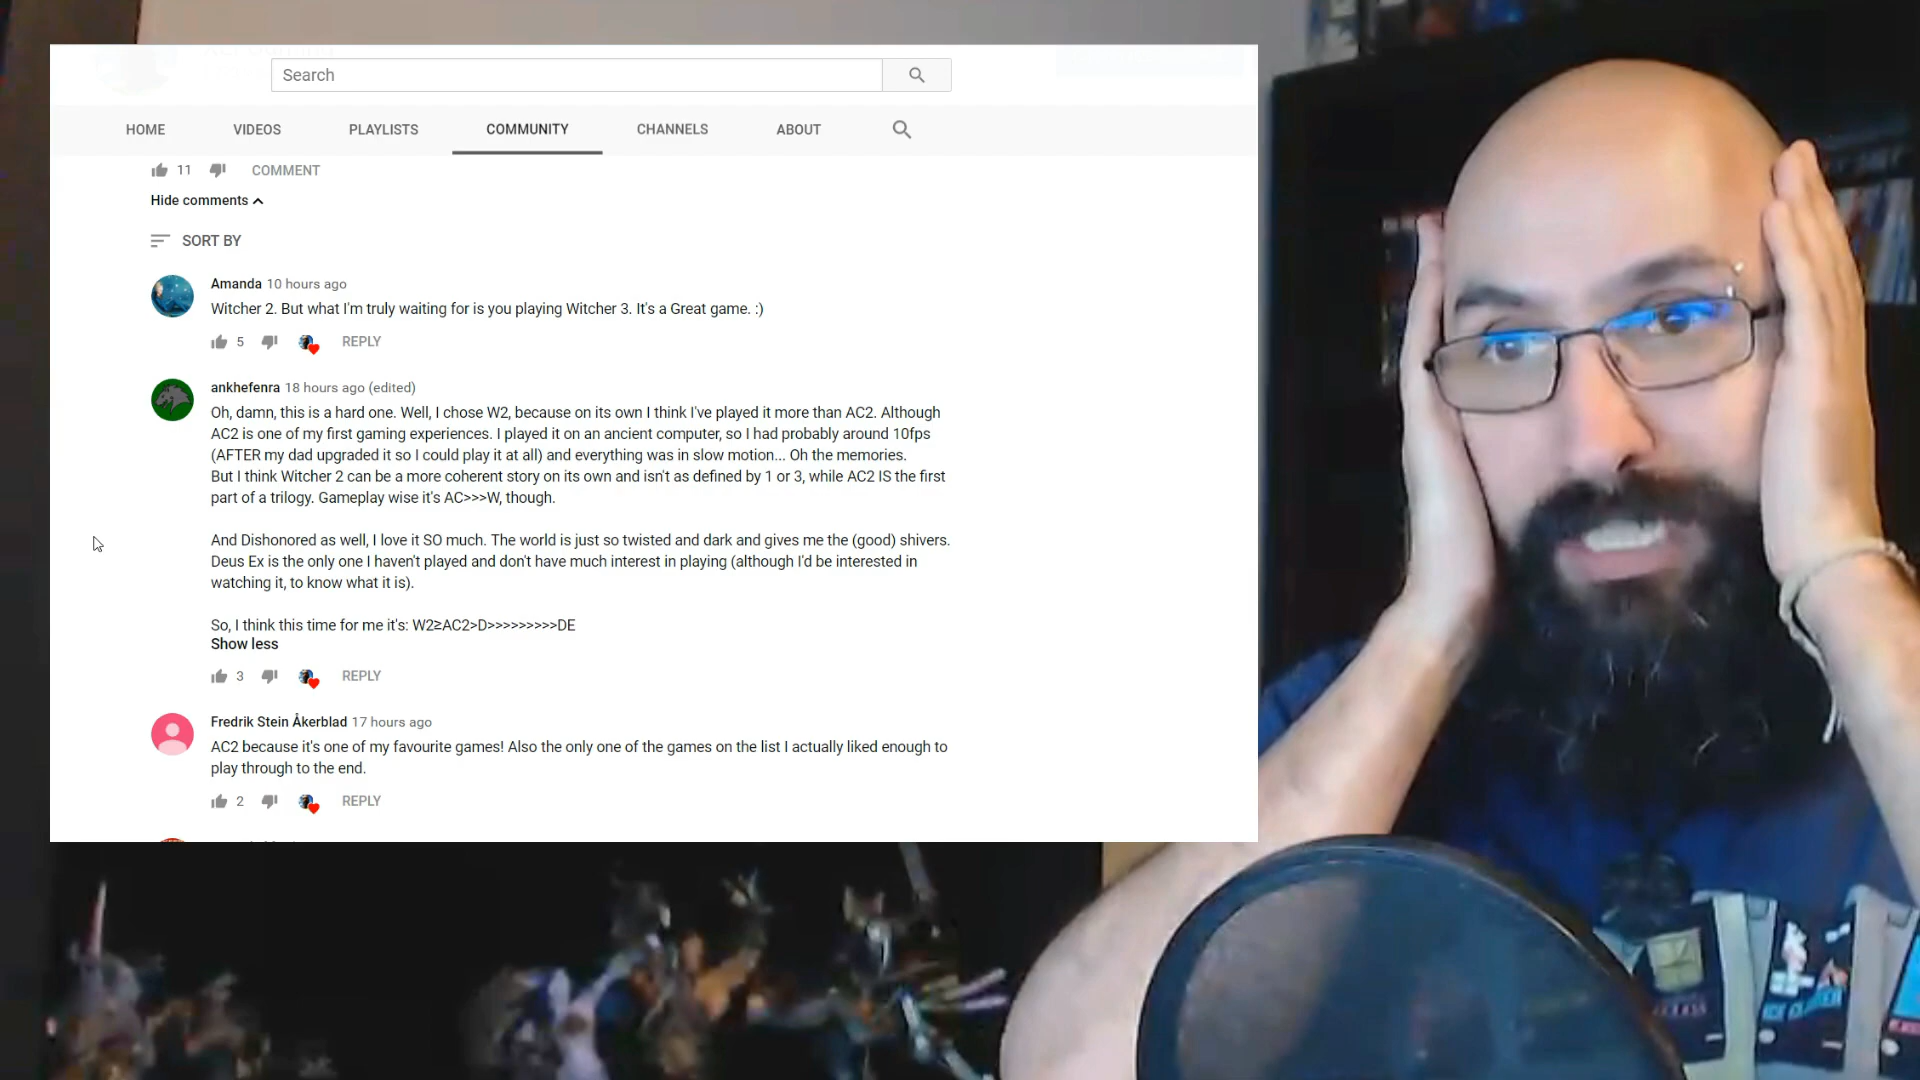 Search
HOME VIDEOS PLAYLISTS COMMUNITY CHANNELS ABOUT
11 COMMENT
Hide comments
SORT BY
Amanda 10 hours ago
Witcher 2. But what I'm truly waiting for is you playing Witcher 3. It's a Great game. :)
5 REPLY
ankhefenra 18 hours ago (edited)
Oh, damn, this is a hard one. Well, I chose W2, because on its own I think I've played it more than AC2. Although
AC2 is one of my first gaming experiences. I played it on an ancient computer, so I had probably around 10fps
(AFTER my dad upgraded it so I could play it at all) and everything was in slow motion... Oh the memories.
But I think Witcher 2 can be a more coherent story on its own and isn't as defined by 1 or 3, while AC2 IS the first
part of a trilogy. Gameplay wise it's AC>>>W, though.
And Dishonored as well, I love it SO much. The world is just so twisted and dark and gives me the (good) shivers.
Deus Ex is the only one I haven't played and don't have much interest in playing (although I'd be interested in
watching it, to know what it is).
So, I think this time for me it's: W2≥AC2>D>>>>>>>>>DE
Show less
3 REPLY
Fredrik Stein Åkerblad 17 hours ago
AC2 because it's one of my favourite games! Also the only one of the games on the list I actually liked enough to
play through to the end.
2 REPLY